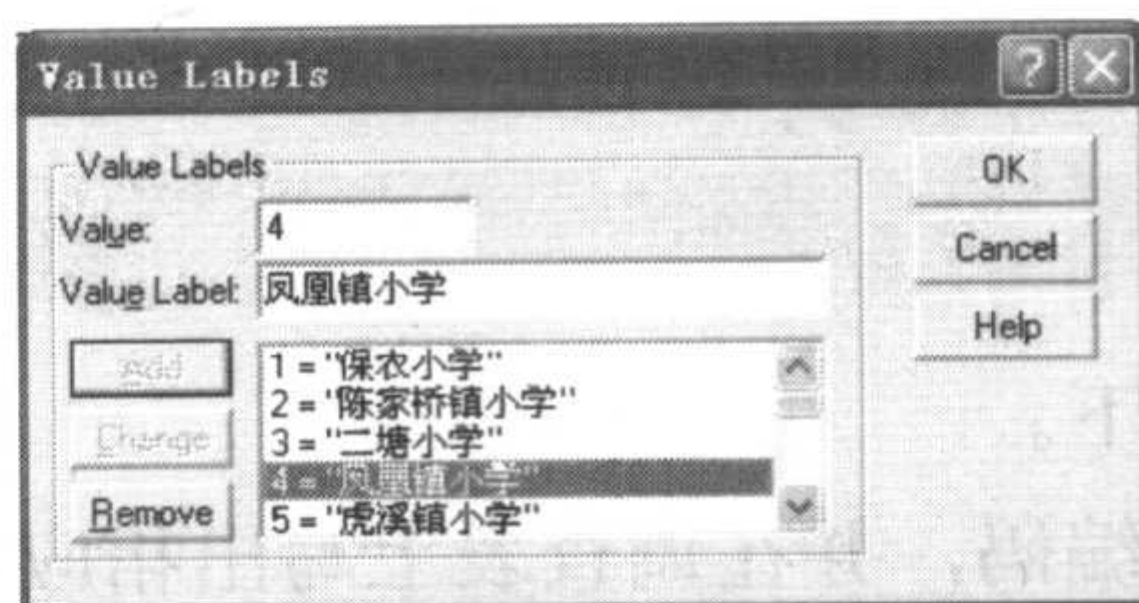 Value Labels
Value Labels
Value: 4
Value Label: 凤凰镇小学
Add
Change
Remove
1 = "保农小学"
2 = "陈家桥镇小学"
3 = "二塘小学"
4 = "凤凰镇小学"
5 = "虎溪镇小学"
OK
Cancel
Help